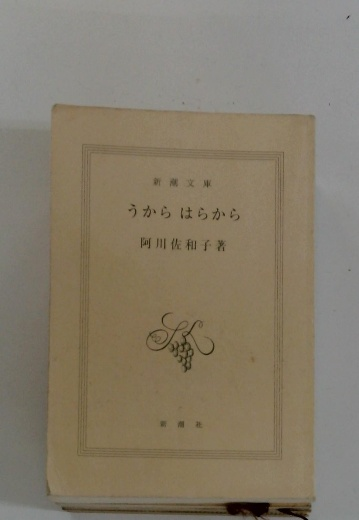 新潮文庫
うから はらから
阿川佐和子著
新潮社